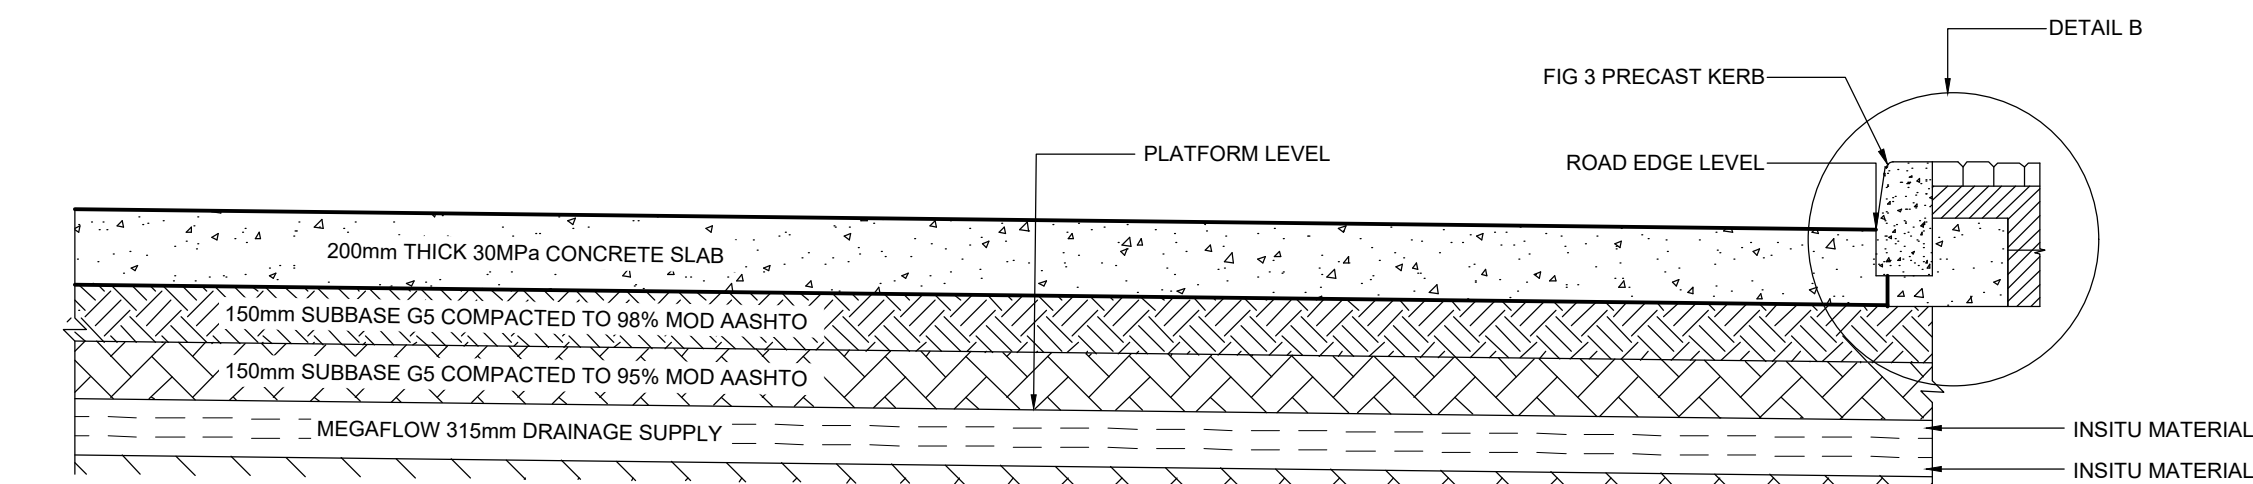 DETAIL B
FIG 3 PRECAST KERB
PLATFORM LEVEL
ROAD EDGE LEVEL
200mm THICK 30MPa CONCRETE SLAB
150mm SUBBASE G5 COMPACTED TO 98% MOD AASHTO
150mm SUBBASE G5 COMPACTED TO 95% MOD AASHTO
MEGAFLOW 315mm DRAINAGE SUPPLY
INSITU MATERIAL
INSITU MATERIAL